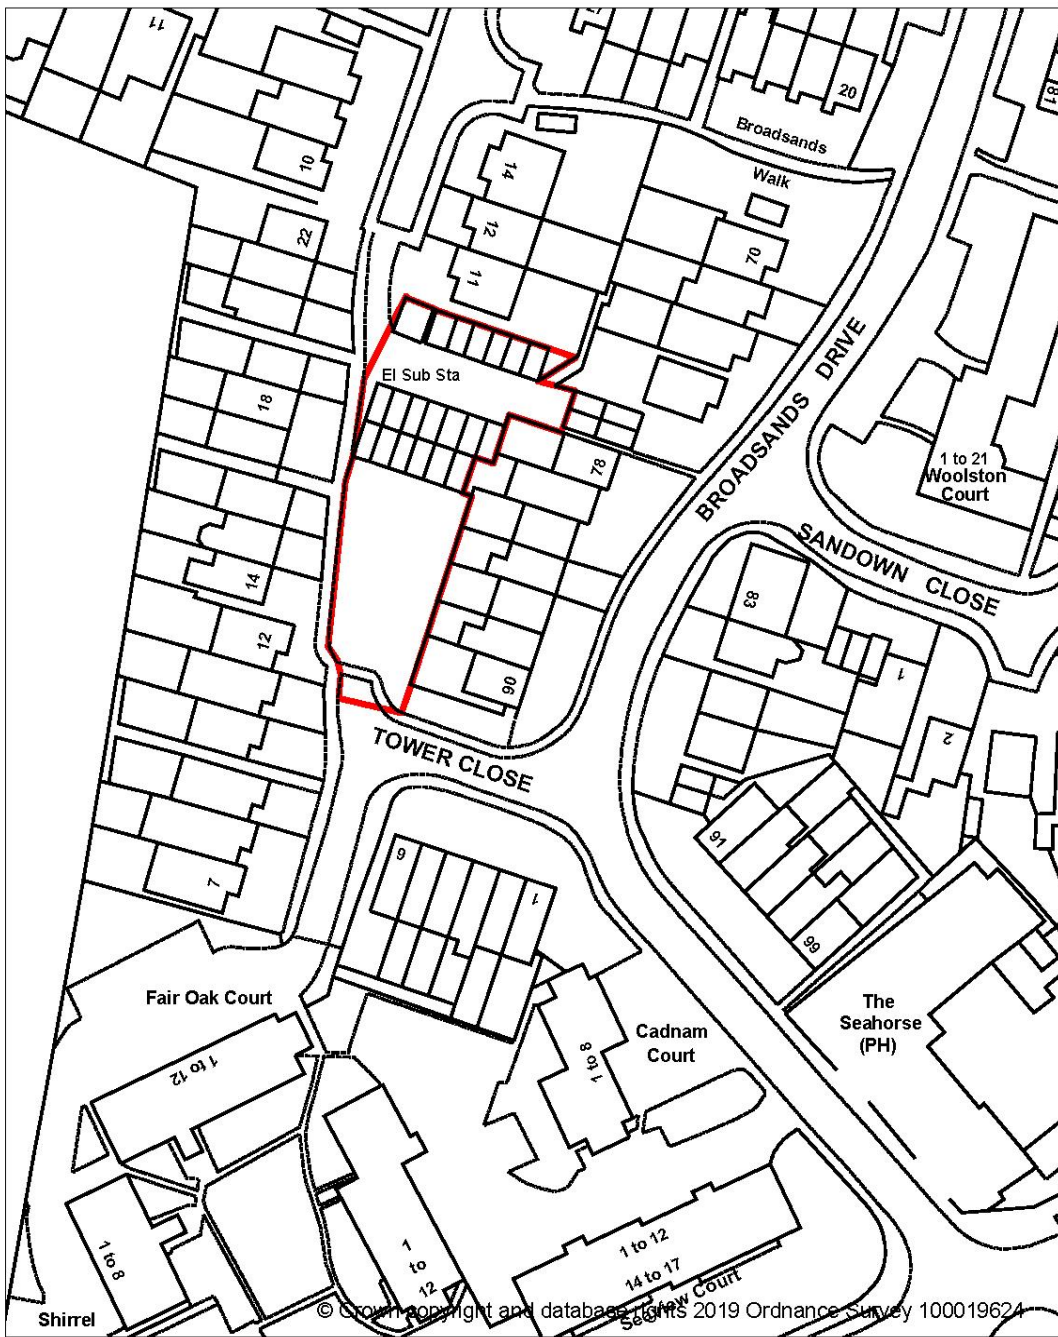 11
20
Broadsands
Walk
10
14
22
12
70
11
El Sub Sta
18
78
BROADSANDS DRIVE
1 to 21
Woolston
Court
SANDOWN CLOSE
14
83
12
1
90
2
TOWER CLOSE
91
9
1
7
99
Fair Oak Court
The
Seahorse
(PH)
Cadnam
Court
1 to 12
1 to 8
1 to 8
1
to
12
1 to 12
14 to 17
Shirrel
© Crown copyright and database rights 2019 Ordnance Survey 100019624